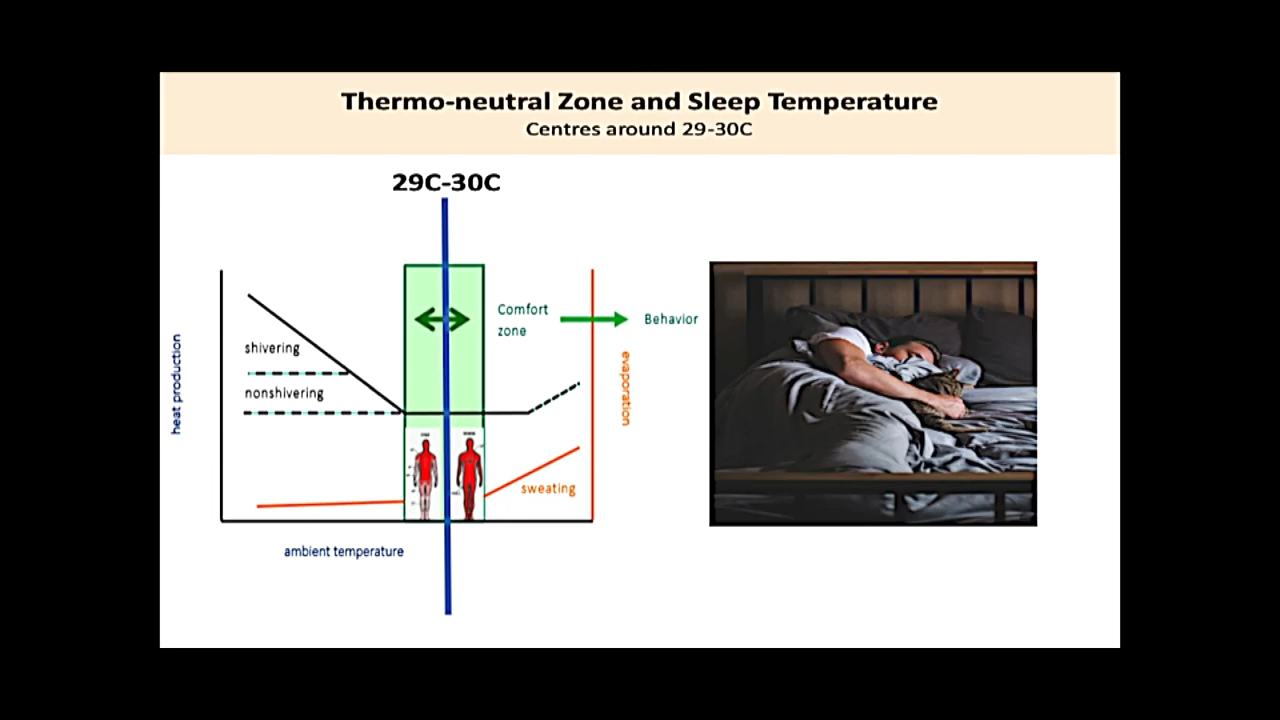 Thermo-neutral Zone and Sleep Temperature
Centres around 29-30C
29C-30C
Comfort
zone
Behavior
shivering
nonshivering
heat production
evaporation
sweating
ambient temperature